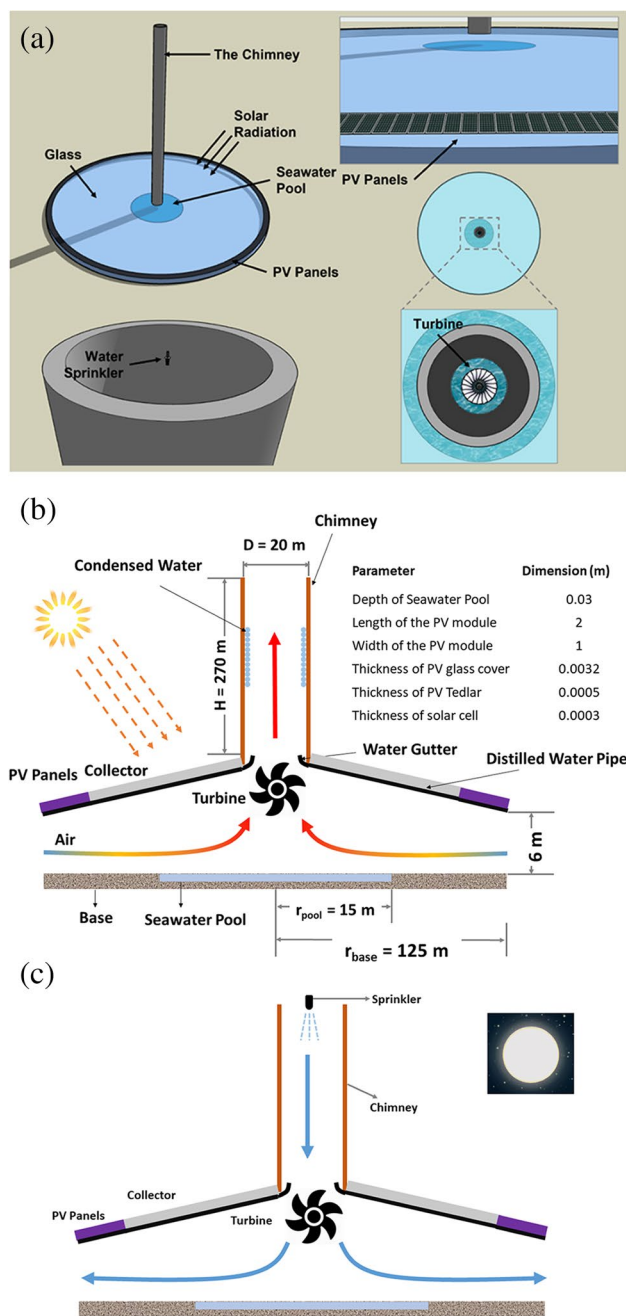 (a)
The Chimney
Solar
Radiation
Glass
Seawater
Pool
PV Panels
PV Panels
Water
Sprinkler
Turbine
(b)
Chimney
D = 20 m
Condensed Water
H = 270 m
Parameter Dimension (m)
Depth of Seawater Pool 0.03
Length of the PV module 2
Width of the PV module 1
Thickness of PV glass cover 0.0032
Thickness of PV Tedlar 0.0005
Thickness of solar cell 0.0003
Water Gutter
Distilled Water Pipe
PV Panels
Collector
Turbine
Air
6 m
Base
Seawater Pool
rpool = 15 m
rbase = 125 m
(c)
Sprinkler
Chimney
Collector
PV Panels
Turbine